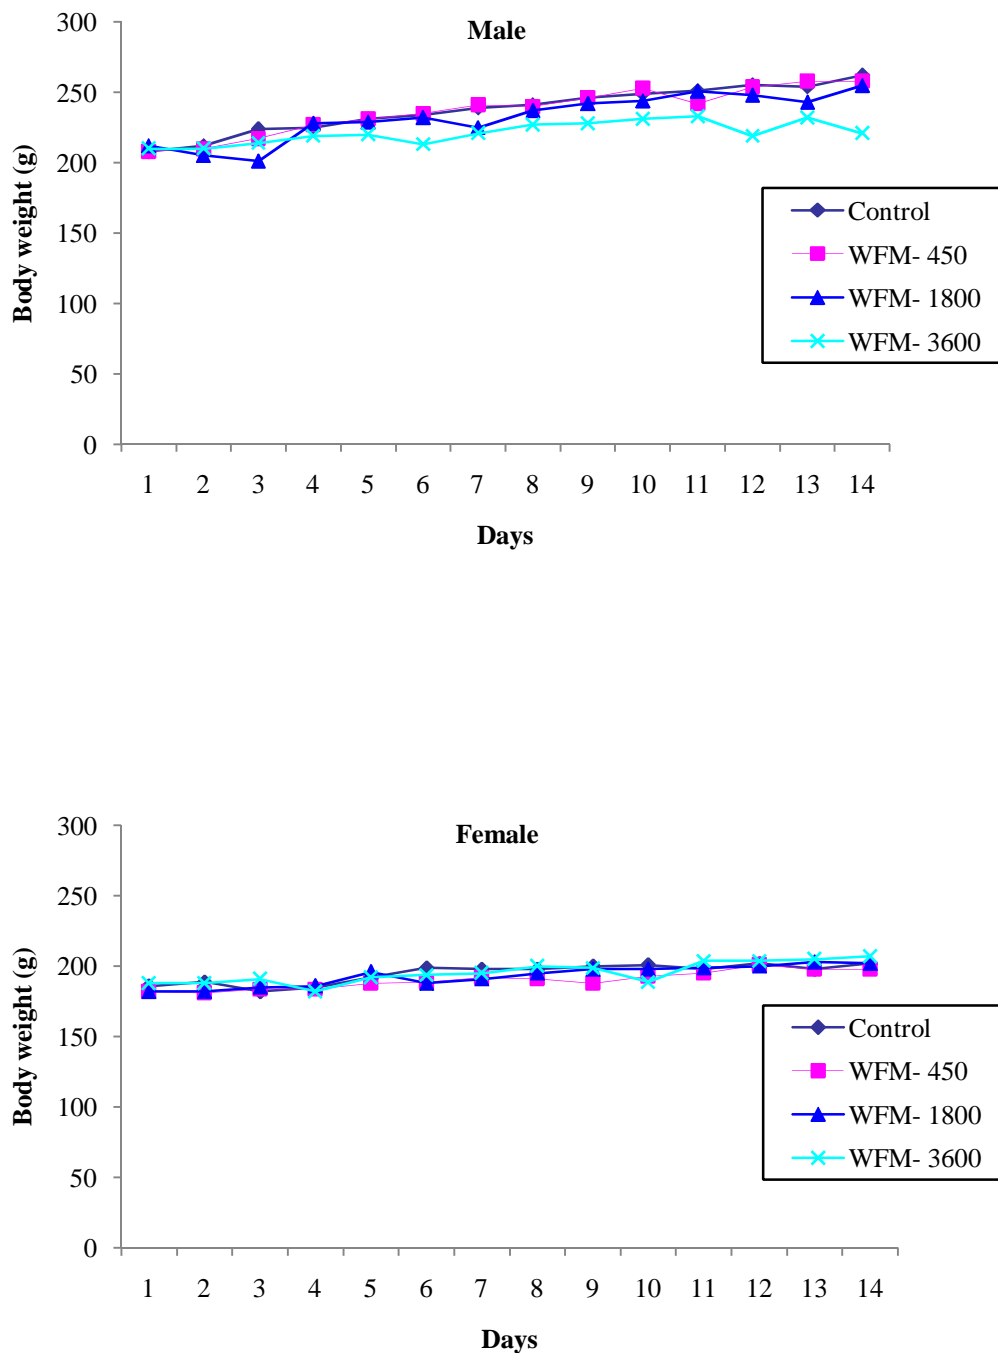 Male
300
250
200
150
100
50
0
Body weight (g)
1 2 3 4 5 6 7 8 9 10 11 12 13 14
Days
Control
WFM- 450
WFM- 1800
WFM- 3600
Female
300
250
200
150
100
50
0
Body weight (g)
1 2 3 4 5 6 7 8 9 10 11 12 13 14
Days
Control
WFM- 450
WFM- 1800
WFM- 3600